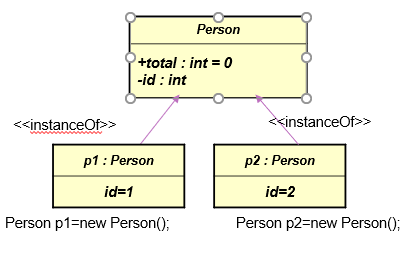 Person
+total : int = 0
-id : int
<<instanceOf>>
<<instanceOf>>
p1 : Person
p2 : Person
id=1
id=2
Person p1=new Person();
Person p2=new Person();